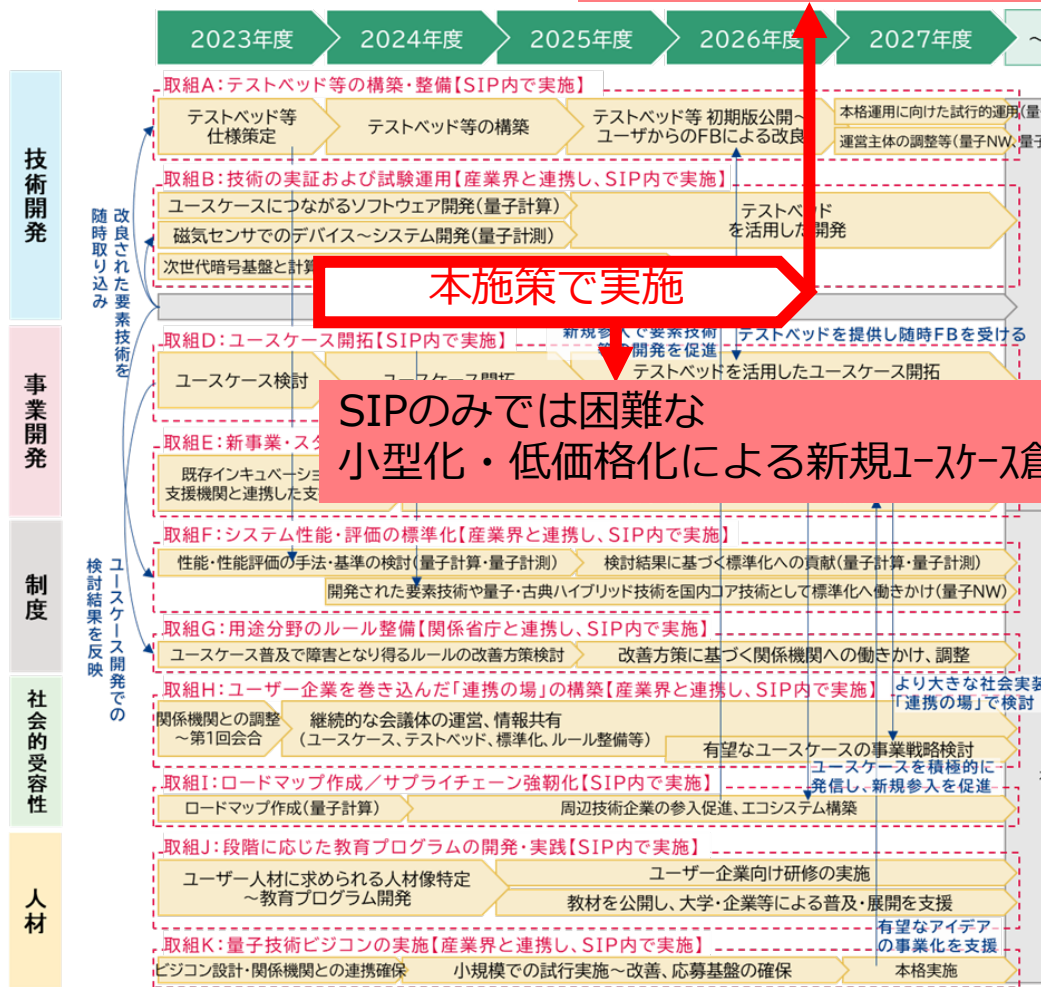 2023年度
2024年度
2025年度
2026年度
2027年度
～
技術開発
取組A：テストベッド等の構築・整備【SIP内で実施】
テストベッド等
仕様策定
テストベッド等の構築
テストベッド等 初期版公開～
ユーザからのFBによる改良
本格運用に向けた試行的運用(量
運営主体の調整等(量子NW、量子
取組B：技術の実証および試験運用【産業界と連携し、SIP内で実施】
ユースケースにつながるソフトウェア開発(量子計算)
磁気センサでのデバイス～システム開発(量子計測)
次世代暗号基盤と計算
テストベッド
を活用した開発
改良された要素技術を
随時取り込み
本施策で実施
事業開発
取組D：ユースケース開拓【SIP内で実施】
新規参入で要素技術
の開発を促進
テストベッドを提供し随時FBを受ける
ユースケース検討
ユースケース開拓
テストベッドを活用したユースケース開拓
SIPのみでは困難な
小型化・低価格化による新規ﾕｰｽｹｰｽ創
取組E：新事業・スタ
既存インキュベーショ
支援機関と連携した支
制度
取組F：システム性能・評価の標準化【産業界と連携し、SIP内で実施】
性能・性能評価の手法・基準の検討(量子計算・量子計測)
検討結果に基づく標準化への貢献(量子計算・量子計測)
開発された要素技術や量子・古典ハイブリッド技術を国内コア技術として標準化へ働きかけ(量子NW)
ユースケース開発での
検討結果を反映
取組G：用途分野のルール整備【関係省庁と連携し、SIP内で実施】
ユースケース普及で障害となり得るルールの改善方策検討
改善方策に基づく関係機関への働きかけ、調整
社会的受容性
取組H：ユーザー企業を巻き込んだ「連携の場」の構築【産業界と連携し、SIP内で実施】
より大きな社会実装
「連携の場」で検討
関係機関との調整
～第1回会合
継続的な会議体の運営、情報共有
(ユースケース、テストベッド、標準化、ルール整備等)
有望なユースケースの事業戦略検討
ユースケースを積極的に
発信し、新規参入を促進
取組I：ロードマップ作成／サプライチェーン強靭化【SIP内で実施】
ロードマップ作成(量子計算)
周辺技術企業の参入促進、エコシステム構築
人材
取組J：段階に応じた教育プログラムの開発・実践【SIP内で実施】
ユーザー人材に求められる人材像特定
～教育プログラム開発
ユーザー企業向け研修の実施
教材を公開し、大学・企業等による普及・展開を支援
有望なアイデア
の事業化を支援
取組K：量子技術ビジコンの実施【産業界と連携し、SIP内で実施】
ビジコン設計・関係機関との連携確保
小規模での試行実施～改善、応募基盤の確保
本格実施